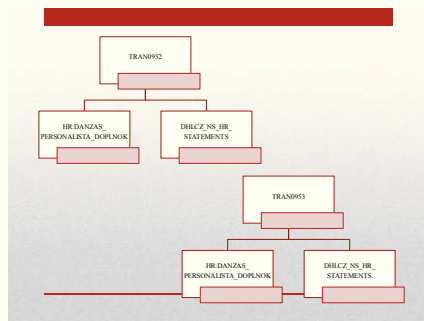 TRAN0952
HR:DANZAS_
PERSONALISTA_DOPLNOK
DHLCZ_NS_HR_
STATEMENTS
TRAN0953
HR:DANZAS_
PERSONALISTA_DOPLNOK
DHLCZ_NS_HR_
STATEMENTS